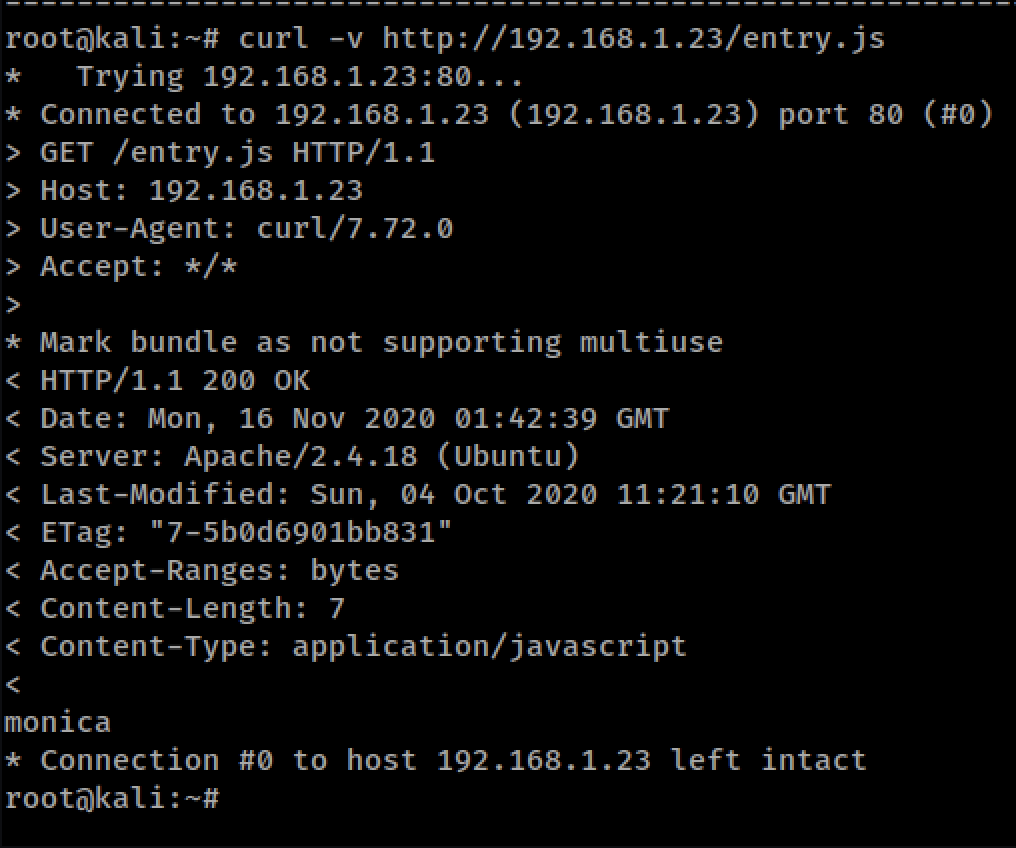 --------------------------------------------------------
root@kali:~# curl -v http://192.168.1.23/entry.js
*   Trying 192.168.1.23:80...
* Connected to 192.168.1.23 (192.168.1.23) port 80 (#0)
> GET /entry.js HTTP/1.1
> Host: 192.168.1.23
> User-Agent: curl/7.72.0
> Accept: */*
>
* Mark bundle as not supporting multiuse
< HTTP/1.1 200 OK
< Date: Mon, 16 Nov 2020 01:42:39 GMT
< Server: Apache/2.4.18 (Ubuntu)
< Last-Modified: Sun, 04 Oct 2020 11:21:10 GMT
< ETag: "7-5b0d6901bb831"
< Accept-Ranges: bytes
< Content-Length: 7
< Content-Type: application/javascript
<
monica
* Connection #0 to host 192.168.1.23 left intact
root@kali:~#